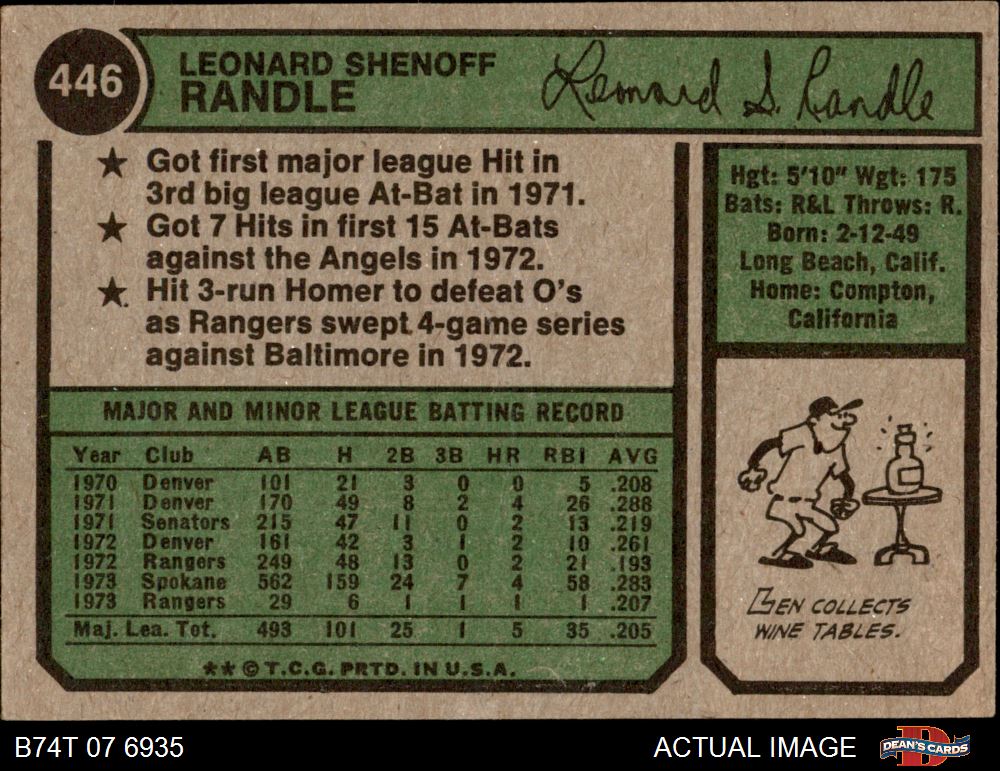 446
LEONARD SHENOFF
RANDLE
Lennard S. Randle
★ Got first major league Hit in
3rd big league At-Bat in 1971.
★ Got 7 Hits in first 15 At-Bats
against the Angels in 1972.
★ Hit 3-run Homer to defeat O's
as Rangers swept 4-game series
against Baltimore in 1972.
Hgt: 5'10" Wgt: 175
Bats: R&L Throws: R.
Born: 2-12-49
Long Beach, Calif.
Home: Compton,
California
MAJOR AND MINOR LEAGUE BATTING RECORD
Year Club AB H 2B 3B HR RBI AVG
1970 Denver 101 21 3 0 0 5 .208
1971 Denver 170 49 8 2 4 26 .288
1971 Senators 215 47 11 0 2 13 .219
1972 Denver 161 42 3 1 2 10 .261
1972 Rangers 249 48 13 0 2 21 .193
1973 Spokane 562 159 24 7 4 58 .283
1973 Rangers 29 6 1 1 1 1 .207
Maj. Lea. Tot. 493 101 25 1 5 35 .205
** © T.C.G. PRTD. IN U.S.A.
LEN COLLECTS
WINE TABLES.
B74T 07 6935
ACTUAL IMAGE
DEAN'S CARDS